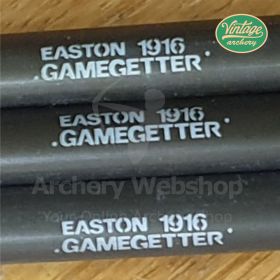 Vintage
archery
EASTON 1916
.GAMEGETTER.
EASTON 1916
.GAMEGETTER.
Archery Webshop
EASTON 1916
.GAMEGETTER.